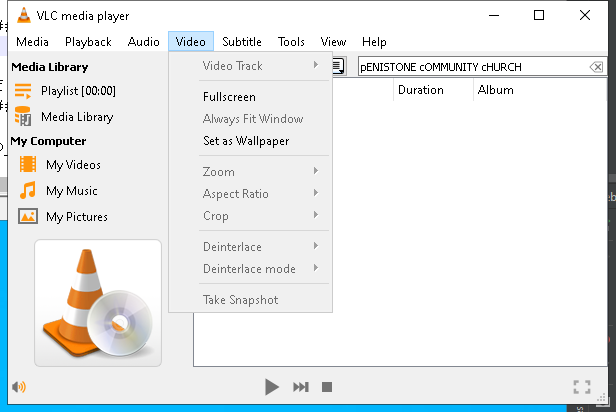 VLC media player
Media Playback Audio Video Subtitle Tools View Help
Media Library
Playlist [00:00]
Media Library
My Computer
My Videos
My Music
My Pictures
Video Track
Fullscreen
Always Fit Window
Set as Wallpaper
Zoom
Aspect Ratio
Crop
Deinterlace
Deinterlace mode
Take Snapshot
pENISTONE cOMMUNITY cHURCH
Duration Album